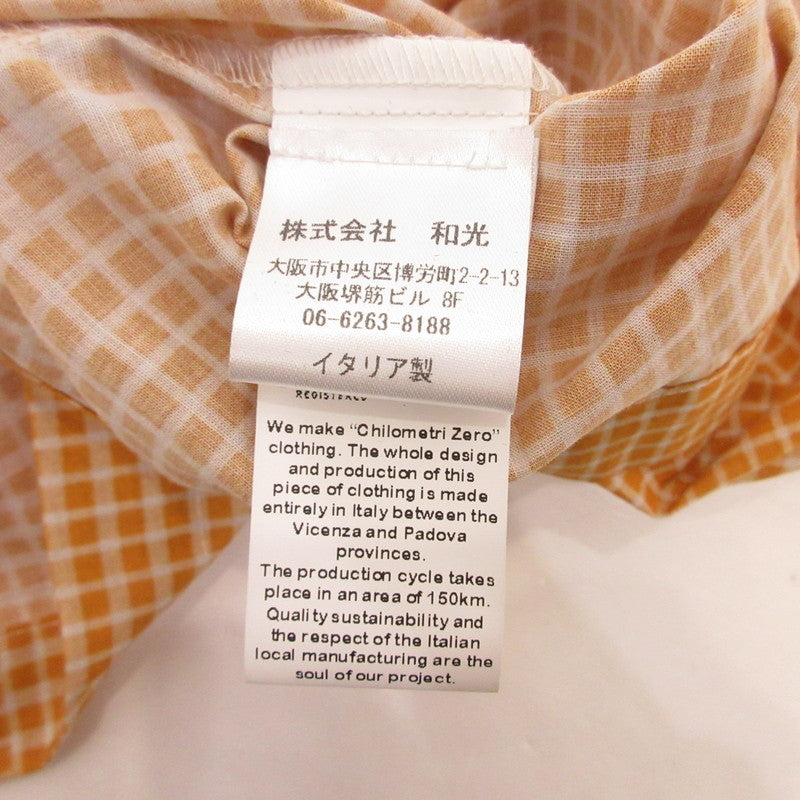 株式会社 和光
大阪市中央区博労町2-2-13
大阪堺筋ビル 8F
06-6263-8188
イタリア製
REGISTERED
We make “Chilometri Zero”
clothing. The whole design
and production of this
piece of clothing is made
entirely in Italy between the
Vicenza and Padova
provinces.
The production cycle takes
place in an area of 150km.
Quality sustainability and
the respect of the Italian
local manufacturing are the
soul of our project.